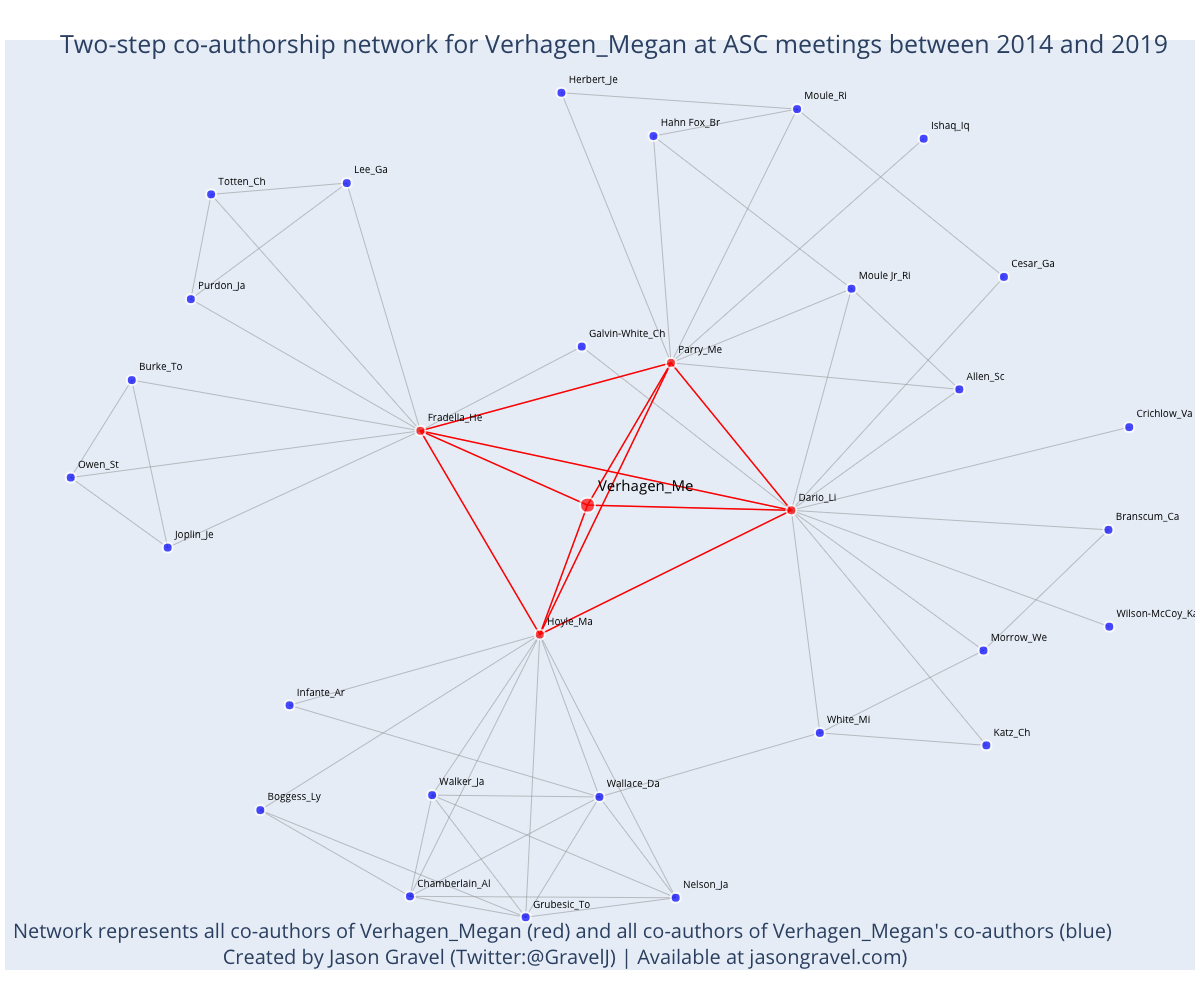 Two-step co-authorship network for Verhagen_Megan at ASC meetings between 2014 and 2019
Herbert_Je
Moule_Ri
Hahn Fox_Br
Ishaq_Iq
Lee_Ga
Totten_Ch
Cesar_Ga
Moule Jr_Ri
Purdon_Ja
Galvin-White_Ch
Parry_Me
Burke_To
Allen_Sc
Crichlow_Va
Fradella_He
Owen_St
Verhagen_Me
Dario_Li
Branscum_Ca
Joplin_Je
Wilson-McCoy_Ka
Hoyle_Ma
Morrow_We
Infante_Ar
White_Mi
Katz_Ch
Walker_Ja
Wallace_Da
Boggess_Ly
Chamberlain_Al
Nelson_Ja
Grubesic_To
Network represents all co-authors of Verhagen_Megan (red) and all co-authors of Verhagen_Megan's co-authors (blue)
Created by Jason Gravel (Twitter:@GravelJ) | Available at jasongravel.com)